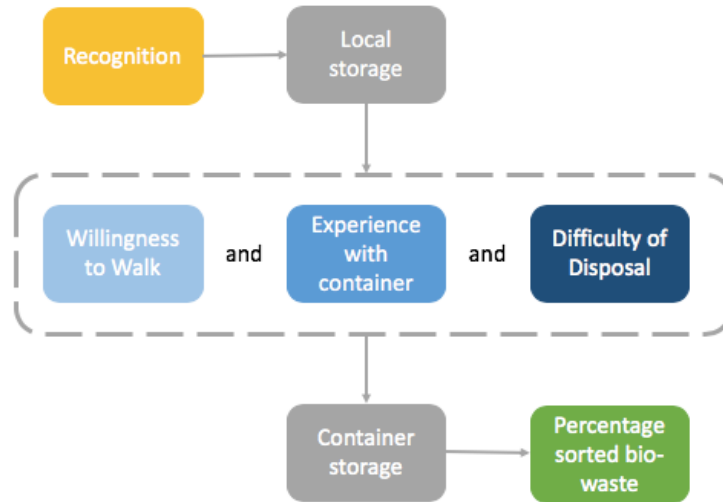 Recognition
Local
storage
Willingness
to Walk
and
Experience
with
container
and
Difficulty of
Disposal
Container
storage
Percentage
sorted bio-
waste